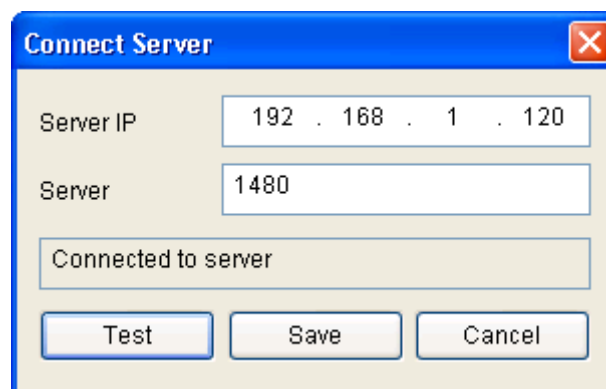 Connect Server
Server IP 192 . 168 . 1 . 120
Server 1480
Connected to server
Test Save Cancel